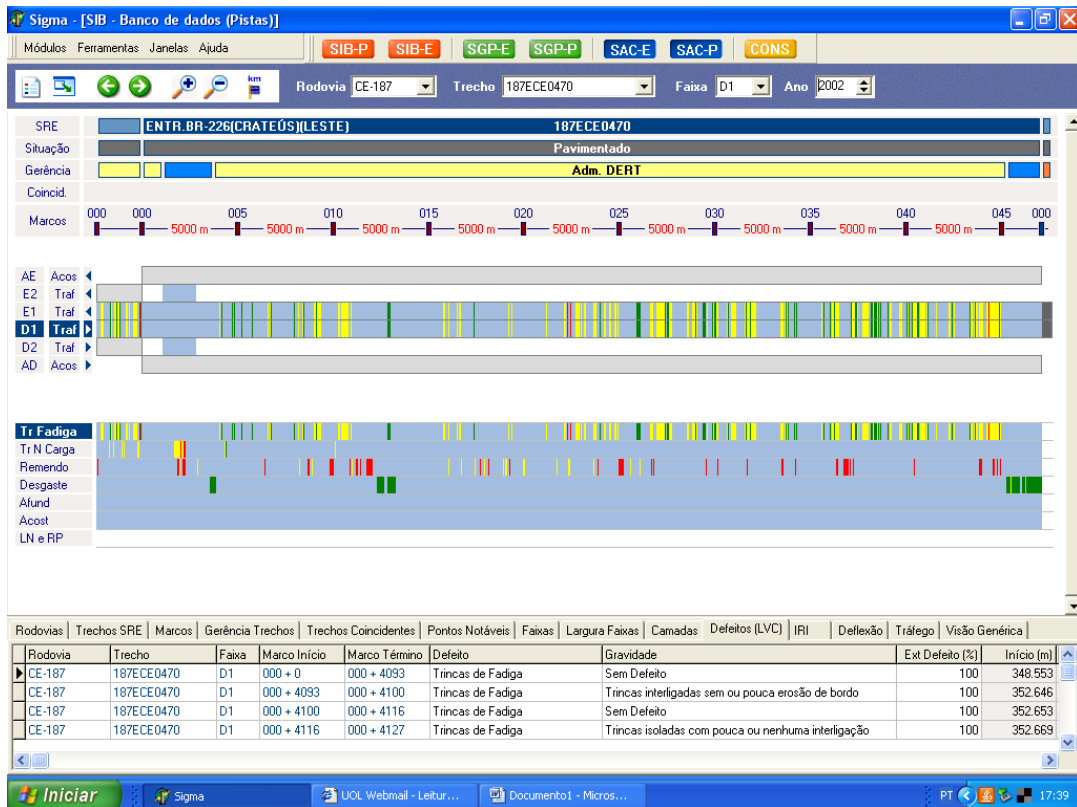 Sigma - [SIB - Banco de dados (Pistas)]
Módulos Ferramentas Janelas Ajuda SIB-P SIB-E SGP-E SGP-P SAC-E SAC-P CONS
km Rodovia CE-187 Trecho 187ECE0470 Faixa D1 Ano 2002
SRE ENTR.BR-226(CRATEÚS)(LESTE) 187ECE0470
Situação Pavimentado
Gerência Adm. DERT
Coincid.
Marcos 000 000 005 010 015 020 025 030 035 040 045 000
5000 m 5000 m 5000 m 5000 m 5000 m 5000 m 5000 m 5000 m 5000 m
AE Acos
E2 Traf
E1 Traf
D1 Traf
D2 Traf
AD Acos
Tr Fadiga
Tr N Carga
Remendo
Desgaste
Afund
Acost
LN e RP
Rodovias Trechos SRE Marcos Gerência Trechos Trechos Coincidentes Pontos Notáveis Faixas Largura Faixas Camadas Defeitos (LVC) IRI Deflexão Tráfego Visão Genérica
Rodovia Trecho Faixa Marco Início Marco Término Defeito Gravidade Ext Defeito (%) Início (m)
CE-187 187ECE0470 D1 000 + 0 000 + 4093 Trincas de Fadiga Sem Defeito 100 348.553
CE-187 187ECE0470 D1 000 + 4093 000 + 4100 Trincas de Fadiga Trincas interligadas sem ou pouca erosão de bordo 100 352.646
CE-187 187ECE0470 D1 000 + 4100 000 + 4116 Trincas de Fadiga Sem Defeito 100 352.653
CE-187 187ECE0470 D1 000 + 4116 000 + 4127 Trincas de Fadiga Trincas isoladas com pouca ou nenhuma interligação 100 352.669
Iniciar Sigma UOL Webmail - Leitur... Documento1 - Micros... PT 17:39